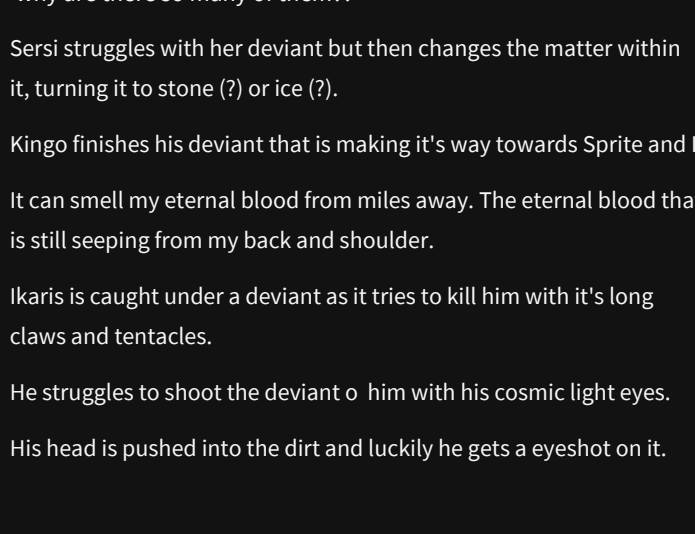 Sersi struggles with her deviant but then changes the matter within
it, turning it to stone (?) or ice (?).
Kingo finishes his deviant that is making it's way towards Sprite and
It can smell my eternal blood from miles away. The eternal blood tha
is still seeping from my back and shoulder.
Ikaris is caught under a deviant as it tries to kill him with it's long
claws and tentacles.
He struggles to shoot the deviant o him with his cosmic light eyes.
His head is pushed into the dirt and luckily he gets a eyeshot on it.